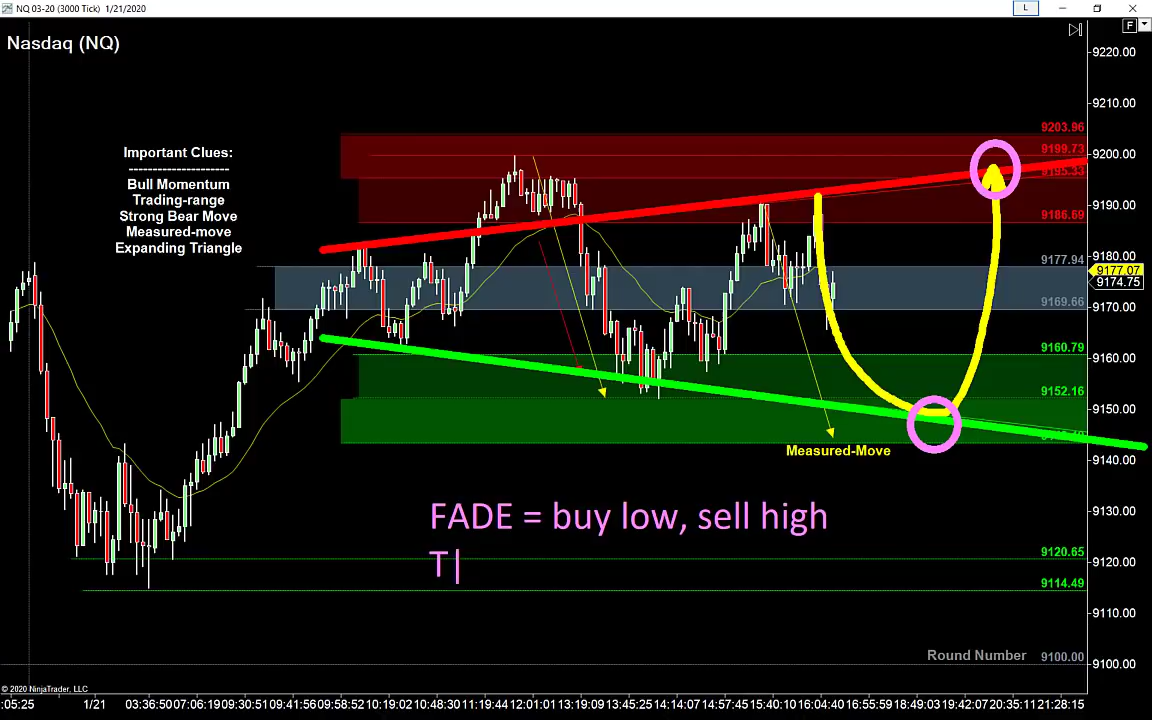 NQ 03-20 (3000 Tick) 1/21/2020
L
F
Nasdaq (NQ)
9220.00
9210.00
9203.96
9199.73
9200.00
9195.33
9190.00
9186.69
9180.00
9177.94
9177.07
9174.75
9170.00
9169.66
9160.79
9160.00
9152.16
9150.00
9140.00
9130.00
9120.65
9120.00
9114.49
9110.00
9100.00
9100.00
Important Clues:
----------------------
Bull Momentum
Trading-range
Strong Bear Move
Measured-move
Expanding Triangle
Measured-Move
FADE = buy low, sell high
T|
Round Number
© 2020 NinjaTrader, LLC
:05:25 1/21 03:36:50 07:06:19 09:30:51 09:41:56 09:58:52 10:19:02 10:48:30 11:19:44 12:01:01 13:19:09 13:45:25 14:14:07 14:57:45 15:40:10 16:04:40 16:55:59 18:49:03 19:42:07 20:35:11 21:28:15